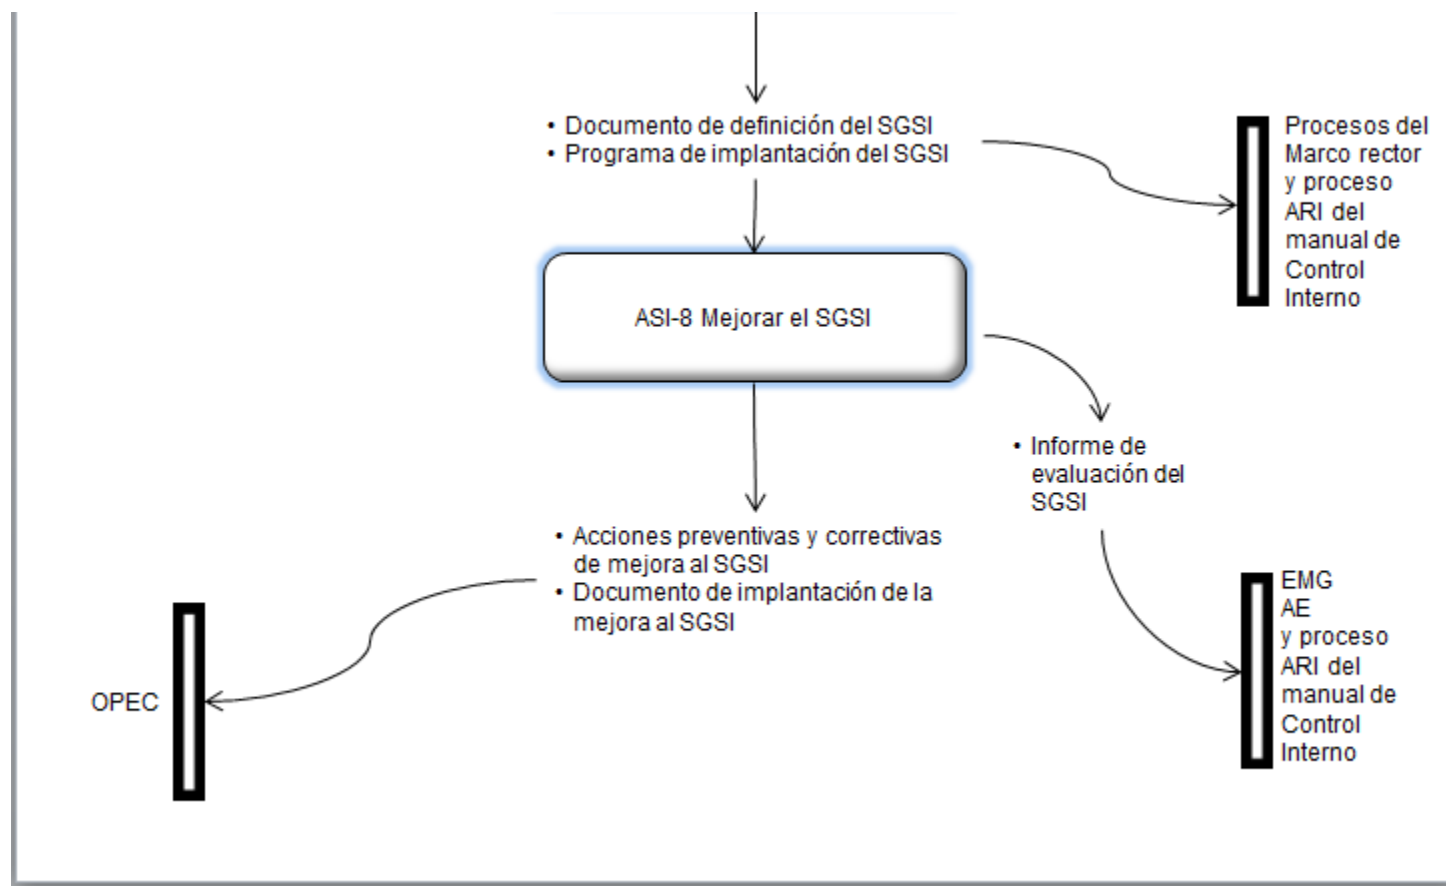 • Documento de definición del SGSI
• Programa de implantación del SGSI
Procesos del
Marco rector
y proceso
ARI del
manual de
Control
Interno
ASI-8 Mejorar el SGSI
• Informe de
evaluación del
SGSI
• Acciones preventivas y correctivas
de mejora al SGSI
• Documento de implantación de la
mejora al SGSI
EMG
AE
y proceso
ARI del
manual de
Control
Interno
OPEC